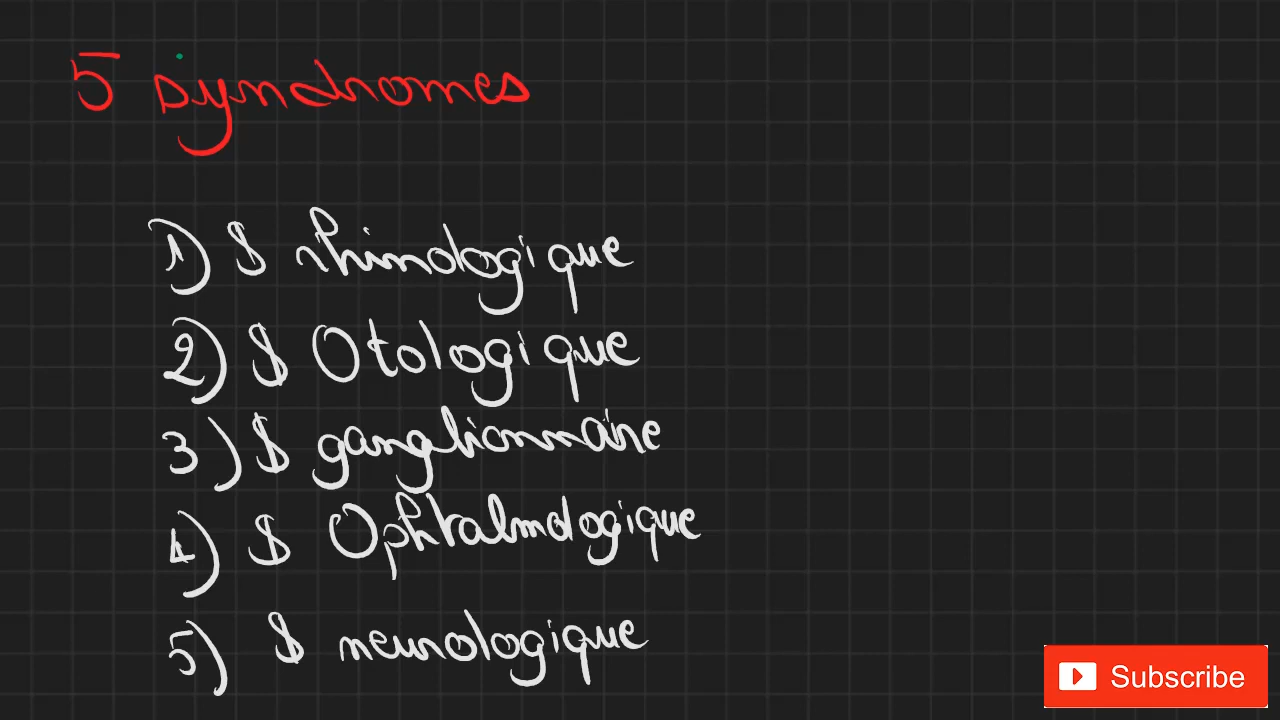 5 syndromes
1) $ rhinologique
2) $ Otologique
3) $ ganglionnaire
4) $ Ophtalmologique
5) $ neurologique
Subscribe